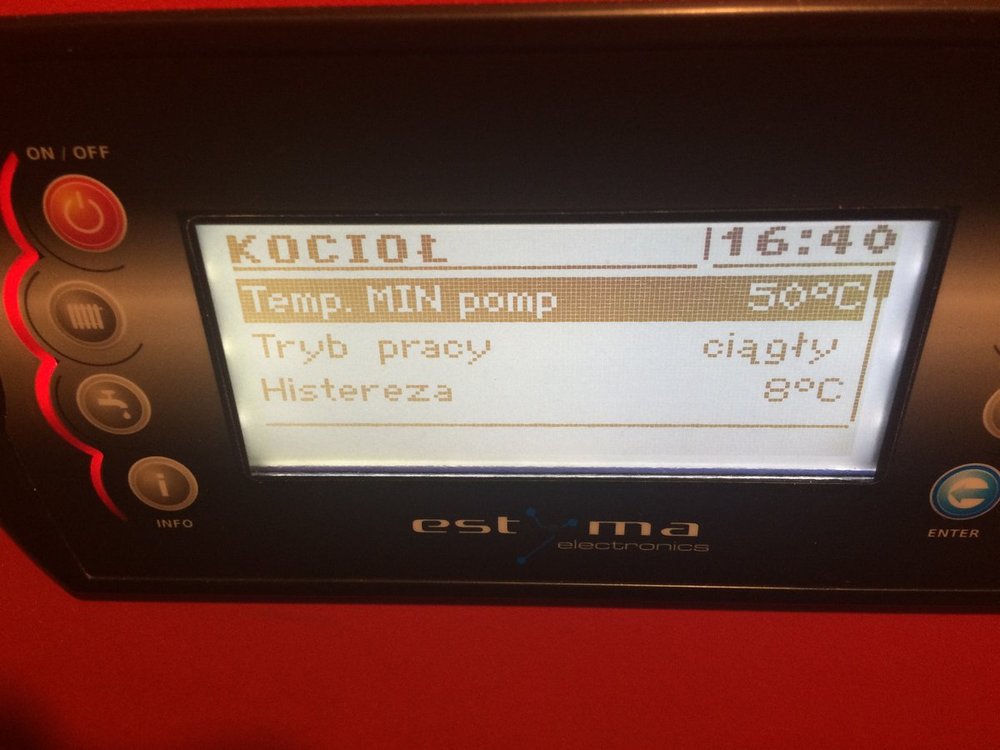 ON / OFF
KOCIOŁ 16:40
Temp. MIN pomp 50°C
Tryb pracy ciągły
Histereza 8°C
INFO
estyma
electronics
ENTER